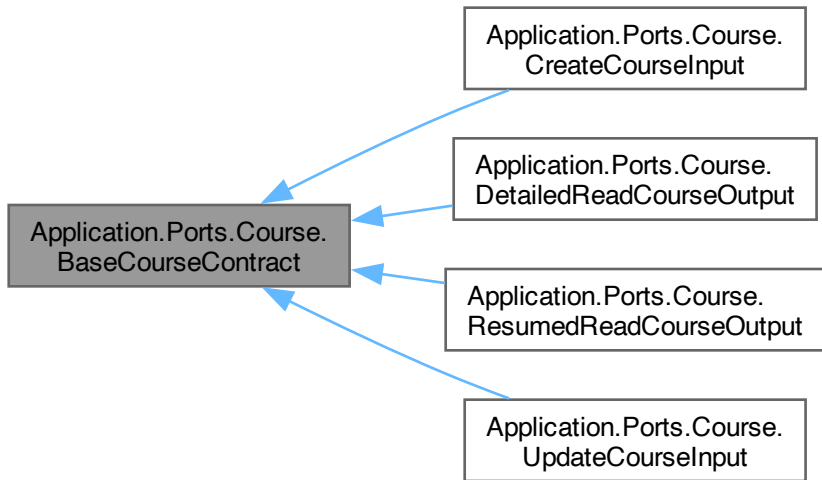 Application.Ports.Course.
CreateCourseInput
Application.Ports.Course.
DetailedReadCourseOutput
Application.Ports.Course.
BaseCourseContract
Application.Ports.Course.
ResumedReadCourseOutput
Application.Ports.Course.
UpdateCourseInput